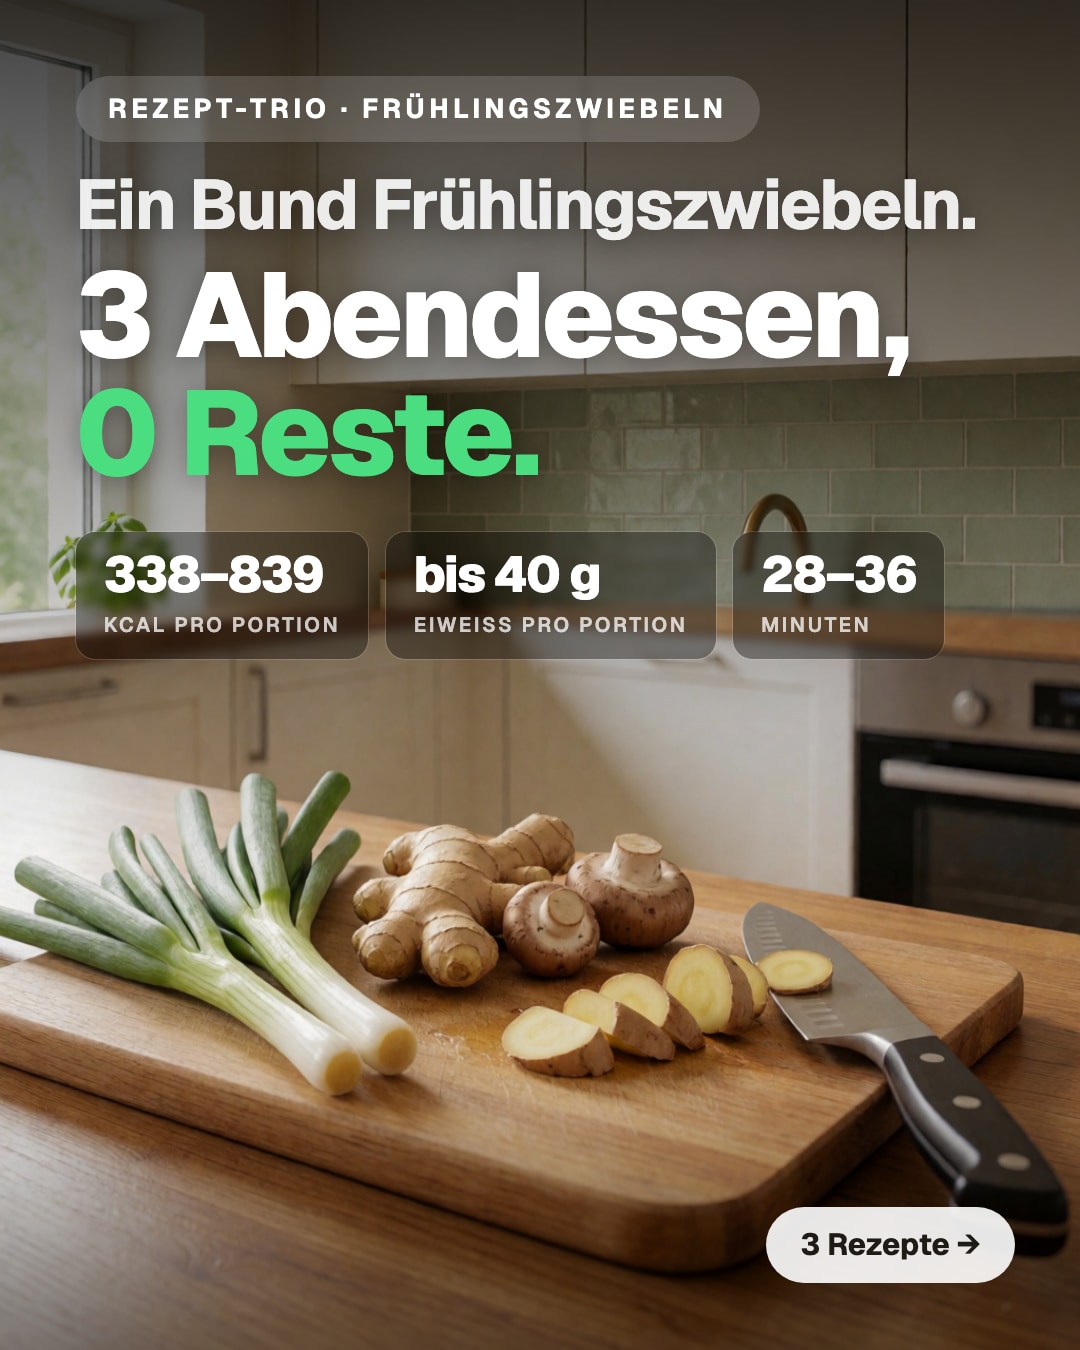 REZEPT-TRIO · FRÜHLINGSZWIEBELN
Ein Bund Frühlingszwiebeln.
3 Abendessen,
0 Reste.
338–839
KCAL PRO PORTION
bis 40 g
EIWEISS PRO PORTION
28–36
MINUTEN
3 Rezepte →